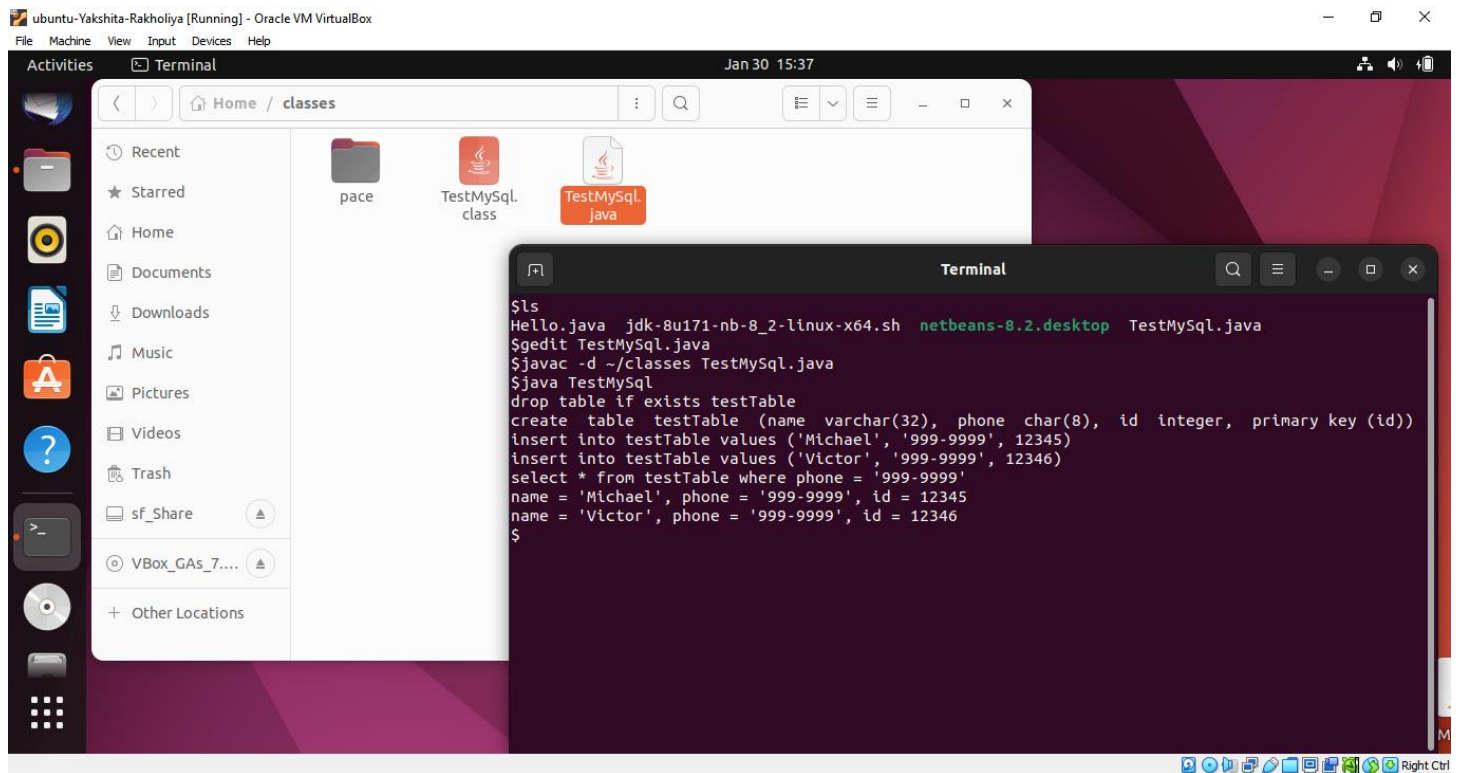 ubuntu-Yakshita-Rakholiya [Running] - Oracle VM VirtualBox
File Machine View Input Devices Help
Activities Terminal Jan 30 15:37
Home / classes
Recent
Starred
Home
Documents
Downloads
Music
Pictures
Videos
Trash
sf_Share
VBox_GAs_7....
+ Other Locations
pace
TestMySql.
class
TestMySql.
java
Terminal
$ls
Hello.java jdk-8u171-nb-8_2-linux-x64.sh netbeans-8.2.desktop TestMySql.java
$gedit TestMySql.java
$javac -d ~/classes TestMySql.java
$java TestMySql
drop table if exists testTable
create table testTable (name varchar(32), phone char(8), id integer, primary key (id))
insert into testTable values ('Michael', '999-9999', 12345)
insert into testTable values ('Victor', '999-9999', 12346)
select * from testTable where phone = '999-9999'
name = 'Michael', phone = '999-9999', id = 12345
name = 'Victor', phone = '999-9999', id = 12346
$
M
Right Ctrl